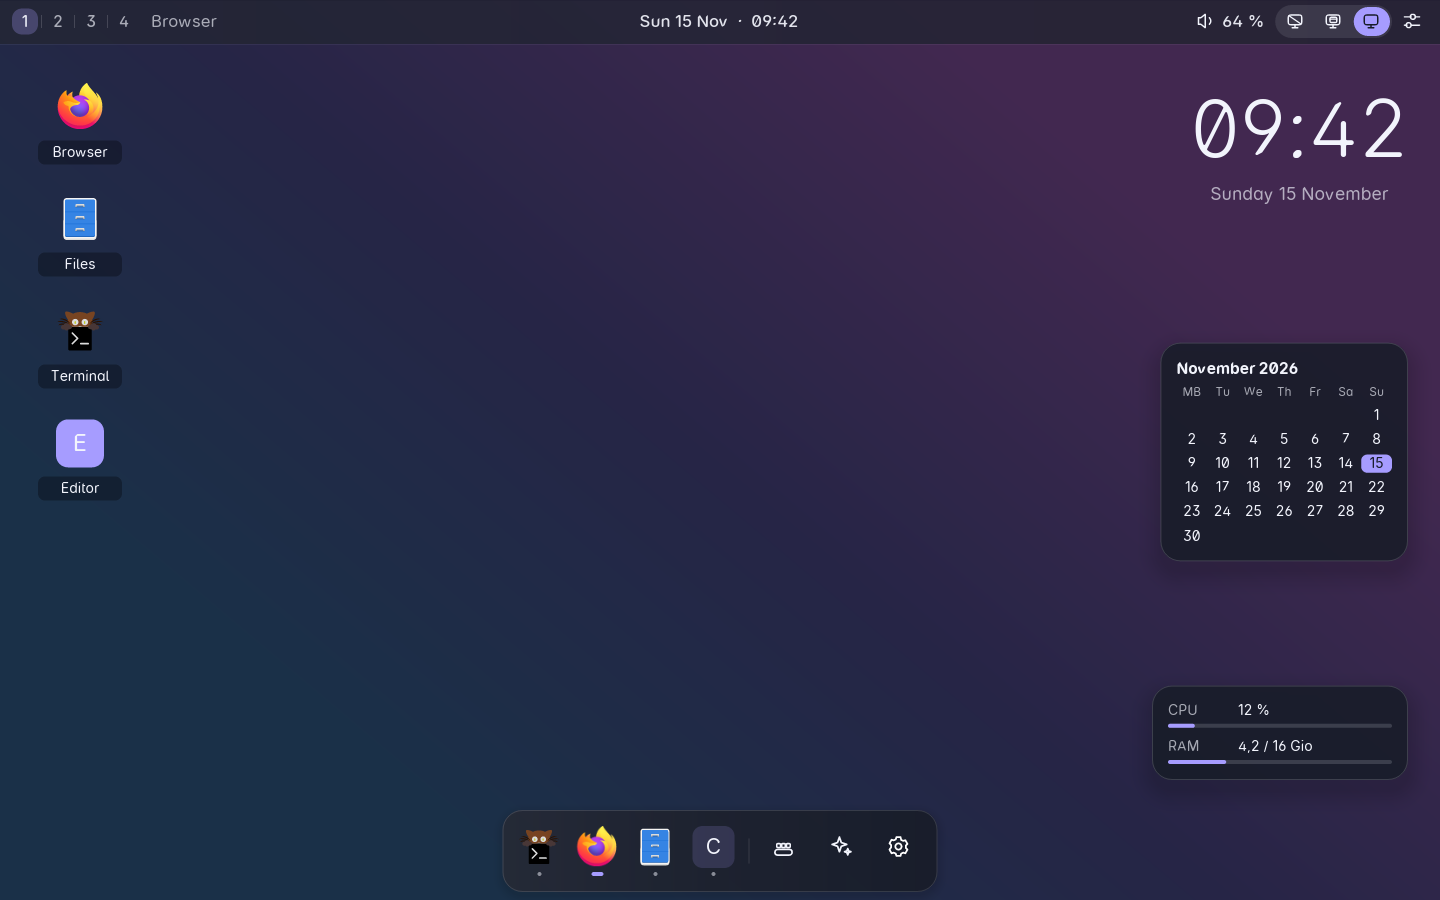 1 2 3 4 Browser
Sun 15 Nov · 09:42
64 %
Browser
Files
Terminal
E
Editor
09:42
Sunday 15 November
November 2026
MB Tu We Th Fr Sa Su
1
2 3 4 5 6 7 8
9 10 11 12 13 14 15
16 17 18 19 20 21 22
23 24 25 26 27 28 29
30
CPU 12 %
RAM 4,2 / 16 Gio
C